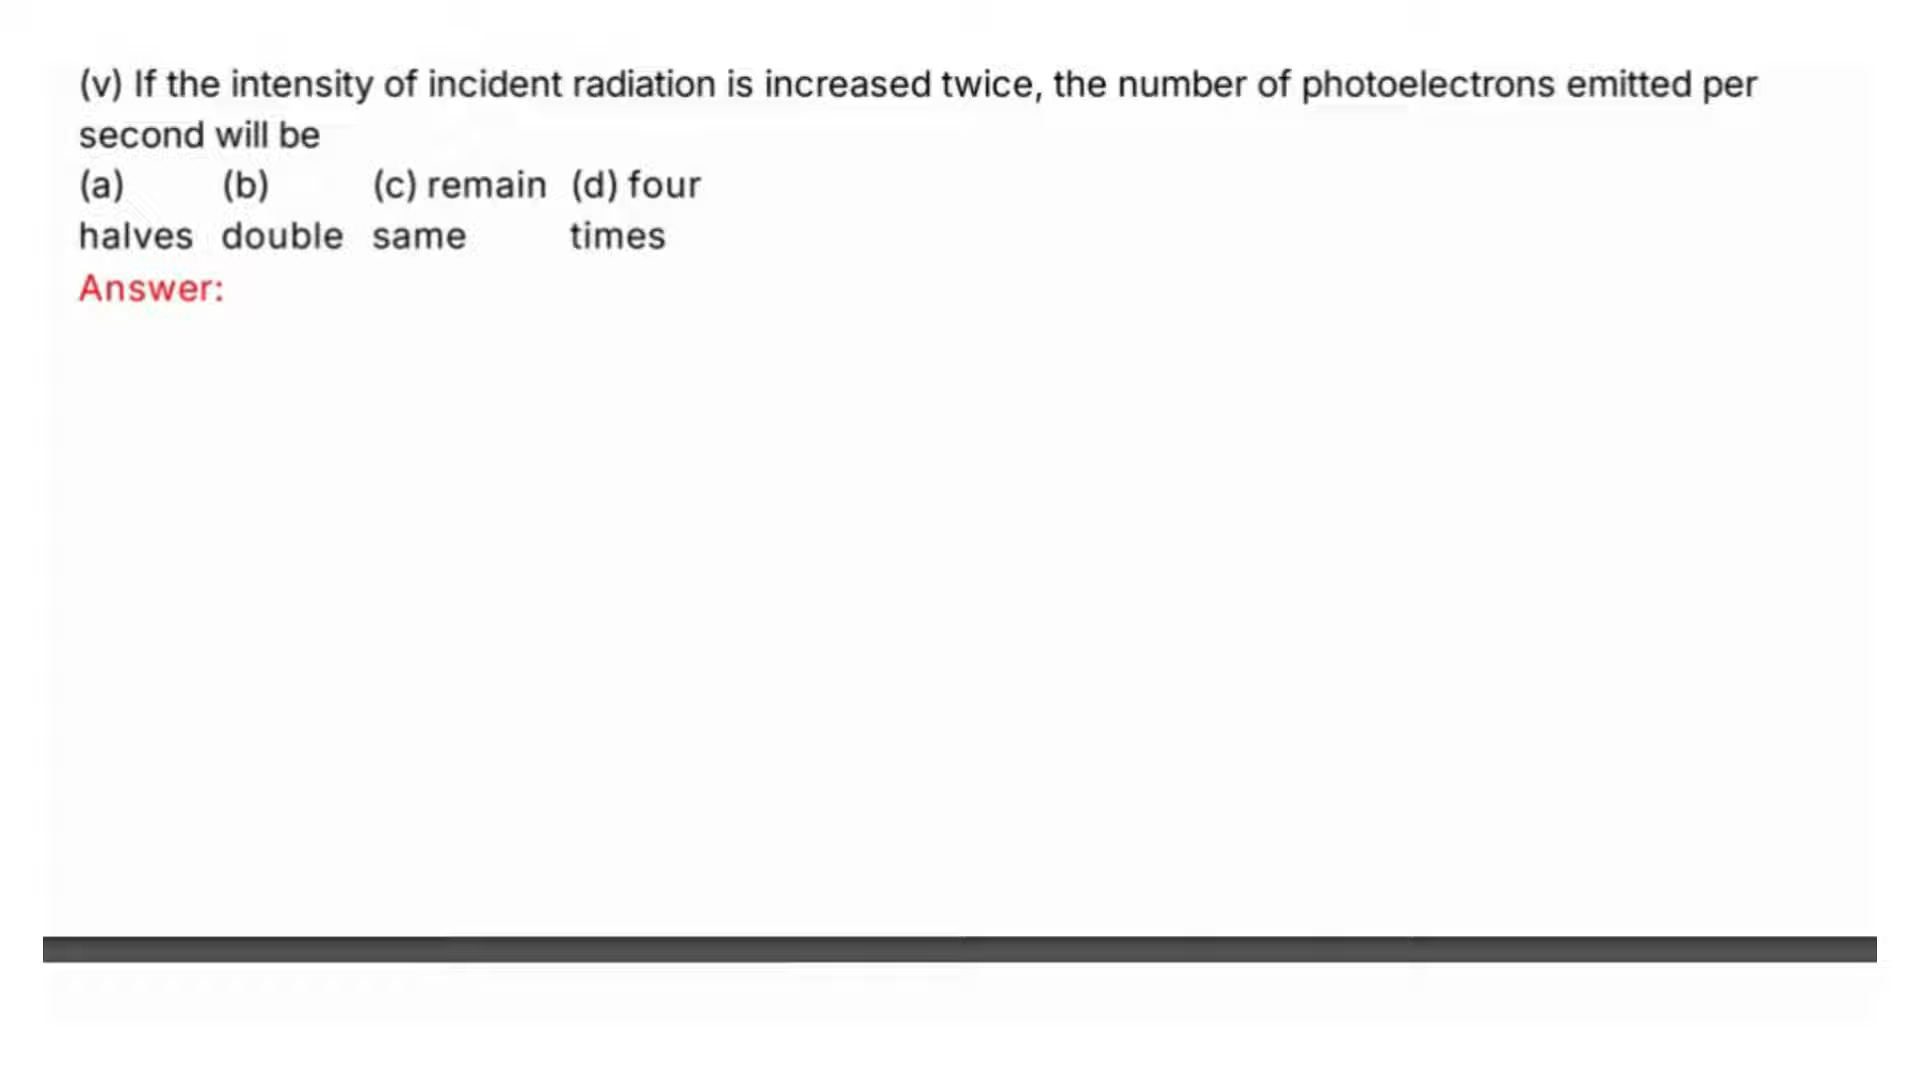 (v) If the intensity of incident radiation is increased twice, the number of photoelectrons emitted per
second will be
(a) (b) (c) remain (d) four
halves double same times
Answer: